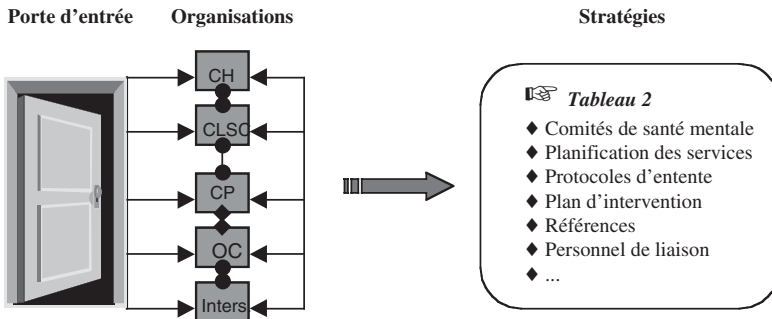 Porte d'entrée
Organisations
Stratégies
CH
CLSC
CP
OC
Inters
☞ Tableau 2
♦ Comités de santé mentale
♦ Planification des services
♦ Protocoles d'entente
♦ Plan d'intervention
♦ Références
♦ Personnel de liaison
♦ ...